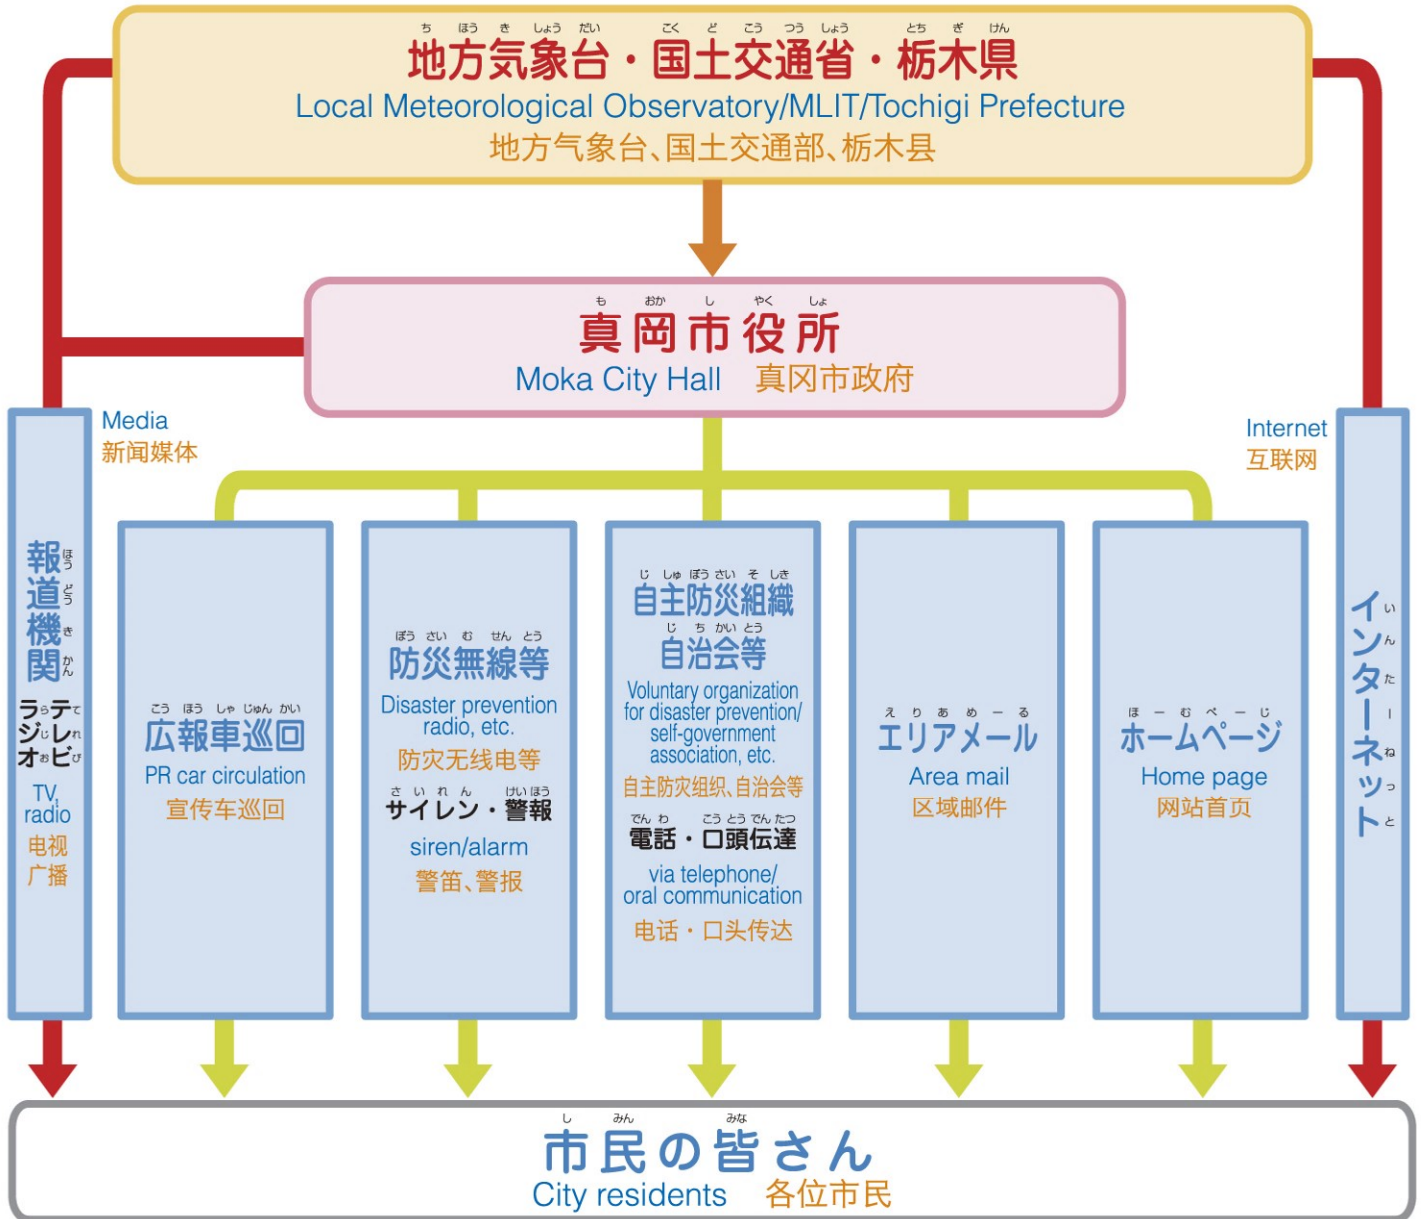 ち ほう き しょう だい こく ど こう つう しょう とち ぎ けん
地方気象台・国土交通省・栃木県
Local Meteorological Observatory/MLIT/Tochigi Prefecture
地方气象台、国土交通部、栃木县
も おか し やく しょ
真岡市役所
Moka City Hall 真冈市政府
Media
新闻媒体
Internet
互联网
報道機関
ほう どう き かん
テレビ
てれび
ラジオ
らじお
TV,
radio
电视
广播
こう ほう しゃ じゅん かい
広報車巡回
PR car circulation
宣传车巡回
ぼう さい む せん とう
防災無線等
Disaster prevention
radio, etc.
防灾无线电等
さ い れ ん けい ほう
サイレン・警報
siren/alarm
警笛、警报
じ しゅ ぼう さい そ しき
自主防災組織
じ ち かい とう
自治会等
Voluntary organization
for disaster prevention/
self-government
association, etc.
自主防灾组织、自治会等
でん わ こう とう でん たつ
電話・口頭伝達
via telephone/
oral communication
电话・口头传达
え り あ め ー る
エリアメール
Area mail
区域邮件
ほ ー む ぺ ー じ
ホームページ
Home page
网站首页
インターネット
い ん た ー ね っ と
し みん みな
市民の皆さん
City residents 各位市民